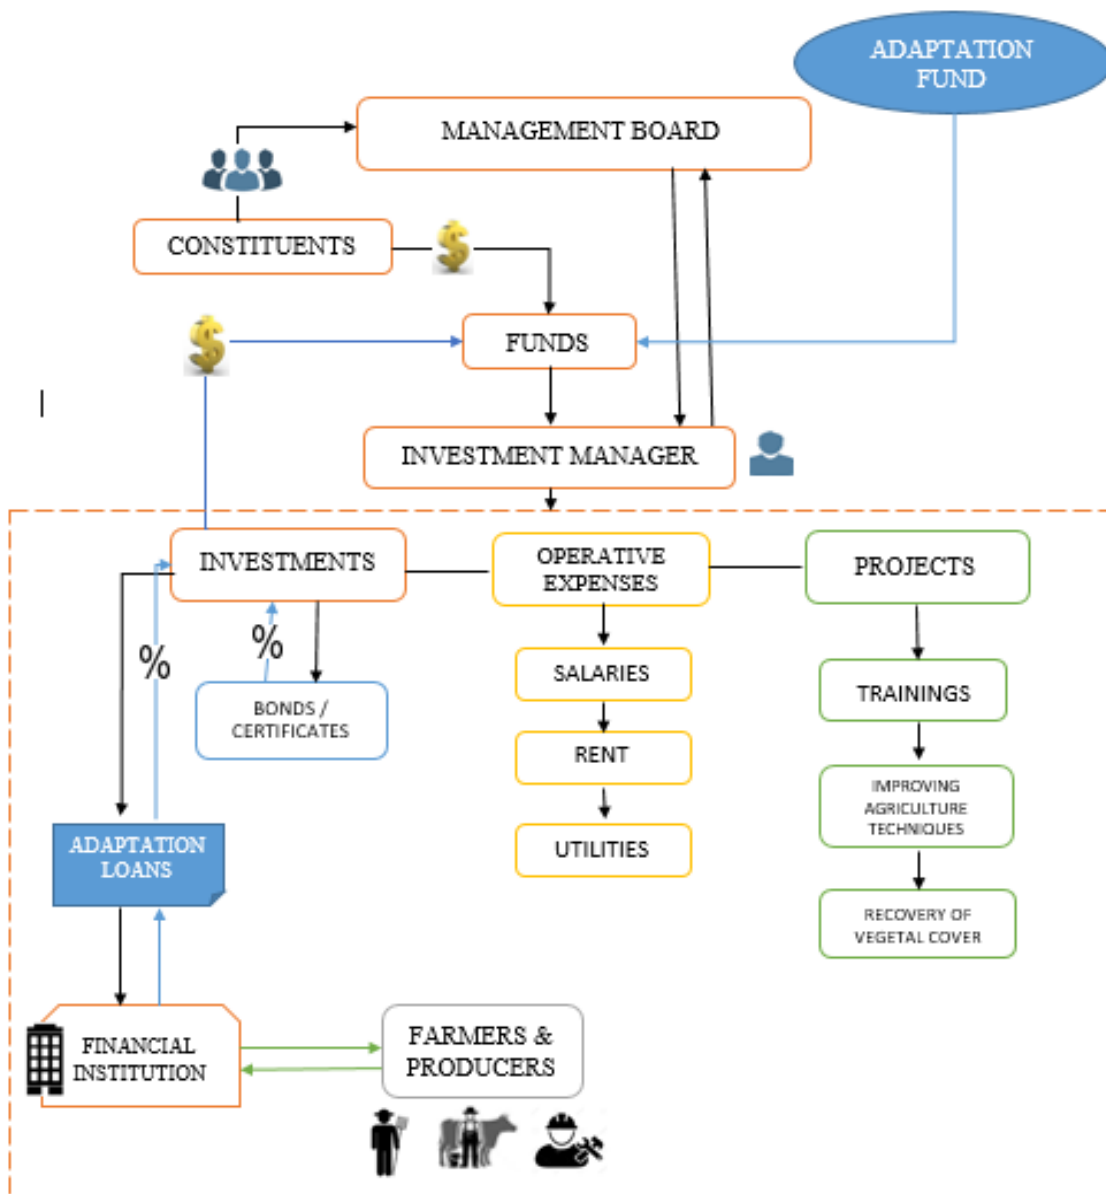 ADAPTATION
FUND
MANAGEMENT BOARD
CONSTITUENTS
$
$
FUNDS
INVESTMENT MANAGER
INVESTMENTS
OPERATIVE
EXPENSES
PROJECTS
%
%
BONDS /
CERTIFICATES
SALARIES
TRAININGS
RENT
IMPROVING
AGRICULTURE
TECHNIQUES
ADAPTATION
LOANS
UTILITIES
RECOVERY OF
VEGETAL COVER
FINANCIAL
INSTITUTION
FARMERS &
PRODUCERS